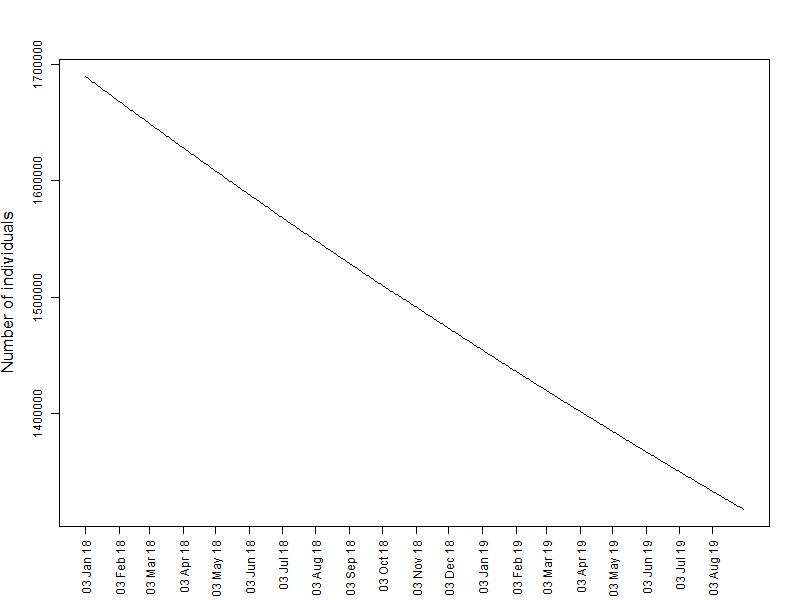 Number of individuals
1700000
1600000
1500000
1400000
03 Jan 18
03 Feb 18
03 Mar 18
03 Apr 18
03 May 18
03 Jun 18
03 Jul 18
03 Aug 18
03 Sep 18
03 Oct 18
03 Nov 18
03 Dec 18
03 Jan 19
03 Feb 19
03 Mar 19
03 Apr 19
03 May 19
03 Jun 19
03 Jul 19
03 Aug 19